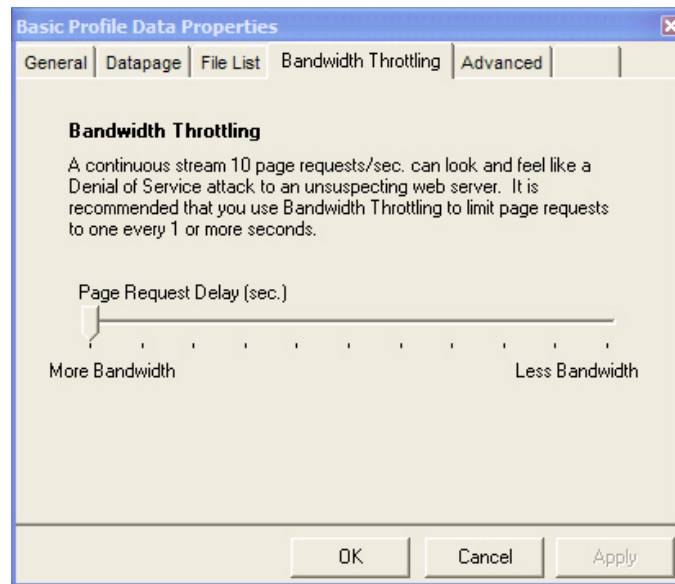 Basic Profile Data Properties
General Datapage File List Bandwidth Throttling Advanced
Bandwidth Throttling
A continuous stream 10 page requests/sec. can look and feel like a
Denial of Service attack to an unsuspecting web server.  It is
recommended that you use Bandwidth Throttling to limit page requests
to one every 1 or more seconds.
Page Request Delay (sec.)
More Bandwidth Less Bandwidth
OK Cancel Apply